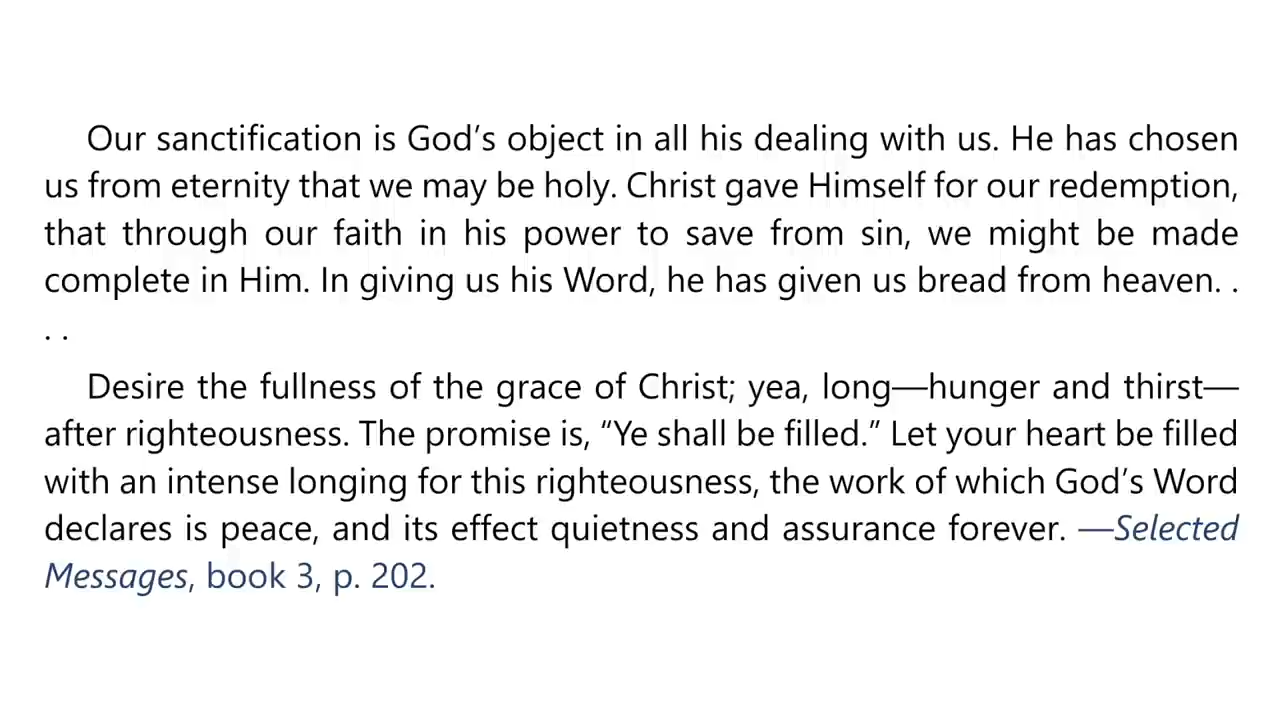 Our sanctification is God’s object in all his dealing with us. He has chosen
us from eternity that we may be holy. Christ gave Himself for our redemption,
that through our faith in his power to save from sin, we might be made
complete in Him. In giving us his Word, he has given us bread from heaven. .
. .
Desire the fullness of the grace of Christ; yea, long—hunger and thirst—
after righteousness. The promise is, “Ye shall be filled.” Let your heart be filled
with an intense longing for this righteousness, the work of which God’s Word
declares is peace, and its effect quietness and assurance forever. —Selected
Messages, book 3, p. 202.